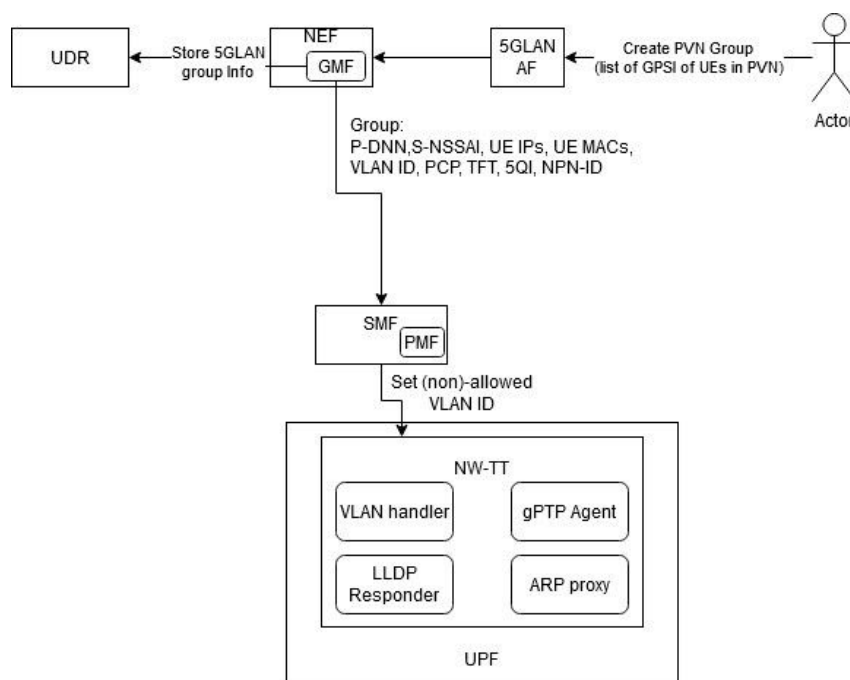 UDR
Store 5GLAN
group Info
NEF
GMF
5GLAN
AF
Create PVN Group
(list of GPSI of UEs in PVN)
Actor
Group:
P-DNN,S-NSSAI, UE IPs, UE MACs,
VLAN ID, PCP, TFT, 5QI, NPN-ID
SMF
PMF
Set (non)-allowed
VLAN ID
NW-TT
VLAN handler
gPTP Agent
LLDP
Responder
ARP proxy
UPF